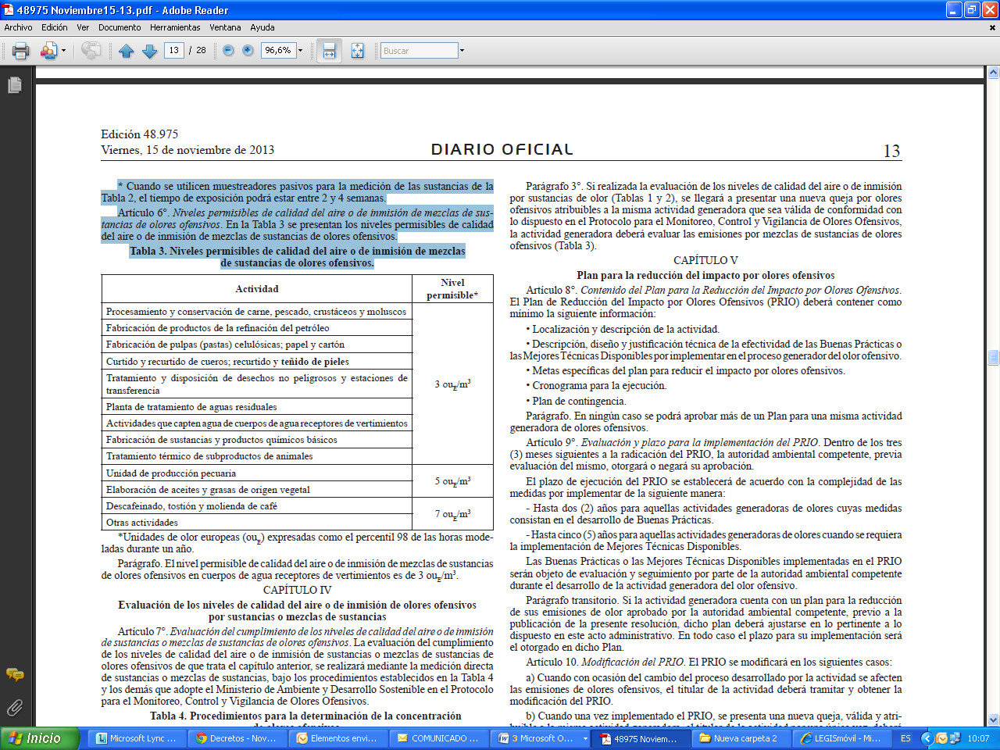 48975 Noviembre15-13.pdf - Adobe Reader
Archivo Edición Ver Documento Herramientas Ventana Ayuda
13 / 28 96,6% Buscar
Edición 48.975
Viernes, 15 de noviembre de 2013
DIARIO OFICIAL
13
* Cuando se utilicen muestreadores pasivos para la medición de las sustancias de la
Tabla 2, el tiempo de exposición podrá estar entre 2 y 4 semanas.
Artículo 6°. Niveles permisibles de calidad del aire o de inmisión de mezclas de sus-
tancias de olores ofensivos. En la Tabla 3 se presentan los niveles permisibles de calidad
del aire o de inmisión de mezclas de sustancias de olores ofensivos.
Tabla 3. Niveles permisibles de calidad del aire o de inmisión de mezclas
de sustancias de olores ofensivos.
Actividad
Nivel
permisible*
Procesamiento y conservación de carne, pescado, crustáceos y moluscos
Fabricación de productos de la refinación del petróleo
Fabricación de pulpas (pastas) celulósicas; papel y cartón
Curtido y recurtido de cueros; recurtido y teñido de pieles
Tratamiento y disposición de desechos no peligrosos y estaciones de
transferencia
Planta de tratamiento de aguas residuales
Actividades que capten agua de cuerpos de agua receptores de vertimientos
Fabricación de sustancias y productos químicos básicos
Tratamiento térmico de subproductos de animales
3 ouE/m3
Unidad de producción pecuaria
Elaboración de aceites y grasas de origen vegetal
5 ouE/m3
Descafeinado, tostión y molienda de café
Otras actividades
7 ouE/m3
*Unidades de olor europeas (ouE) expresadas como el percentil 98 de las horas mode-
ladas durante un año.
Parágrafo. El nivel permisible de calidad del aire o de inmisión de mezclas de sustancias
de olores ofensivos en cuerpos de agua receptores de vertimientos es de 3 ouE/m3.
CAPÍTULO IV
Evaluación de los niveles de calidad del aire o de inmisión de olores ofensivos
por sustancias o mezclas de sustancias
Artículo 7°. Evaluación del cumplimiento de los niveles de calidad del aire o de inmisión
de sustancias o mezclas de sustancias de olores ofensivos. La evaluación del cumplimiento
de los niveles de calidad del aire o de inmisión de sustancias o mezclas de sustancias de
olores ofensivos de que trata el capítulo anterior, se realizará mediante la medición directa
de sustancias o mezclas de sustancias, bajo los procedimientos establecidos en la Tabla 4
y los demás que adopte el Ministerio de Ambiente y Desarrollo Sostenible en el Protocolo
para el Monitoreo, Control y Vigilancia de Olores Ofensivos.
Tabla 4. Procedimientos para la determinación de la concentración
de olores ofensivos
Parágrafo 3°. Si realizada la evaluación de los niveles de calidad del aire o de inmisión
por sustancias de olor (Tablas 1 y 2), se llegará a presentar una nueva queja por olores
ofensivos atribuibles a la misma actividad generadora que sea válida de conformidad con
lo dispuesto en el Protocolo para el Monitoreo, Control y Vigilancia de Olores Ofensivos,
la actividad generadora deberá evaluar las emisiones por mezclas de sustancias de olores
ofensivos (Tabla 3).
CAPÍTULO V
Plan para la reducción del impacto por olores ofensivos
Artículo 8°. Contenido del Plan para la Reducción del Impacto por Olores Ofensivos.
El Plan de Reducción del Impacto por Olores Ofensivos (PRIO) deberá contener como
mínimo la siguiente información:
• Localización y descripción de la actividad.
• Descripción, diseño y justificación técnica de la efectividad de las Buenas Prácticas o
las Mejores Técnicas Disponibles por implementar en el proceso generador del olor ofensivo.
• Metas específicas del plan para reducir el impacto por olores ofensivos.
• Cronograma para la ejecución.
• Plan de contingencia.
Parágrafo. En ningún caso se podrá aprobar más de un Plan para una misma actividad
generadora de olores ofensivos.
Artículo 9°. Evaluación y plazo para la implementación del PRIO. Dentro de los tres
(3) meses siguientes a la radicación del PRIO, la autoridad ambiental competente, previa
evaluación del mismo, otorgará o negará su aprobación.
El plazo de ejecución del PRIO se establecerá de acuerdo con la complejidad de las
medidas por implementar de la siguiente manera:
- Hasta dos (2) años para aquellas actividades generadoras de olores cuyas medidas
consistan en el desarrollo de Buenas Prácticas.
- Hasta cinco (5) años para aquellas actividades generadoras de olores cuando se requiera
la implementación de Mejores Técnicas Disponibles.
Las Buenas Prácticas o las Mejores Técnicas Disponibles implementadas en el PRIO
serán objeto de evaluación y seguimiento por parte de la autoridad ambiental competente
durante el desarrollo de la actividad generadora del olor ofensivo.
Parágrafo transitorio. Si la actividad generadora cuenta con un plan para la reducción
de sus emisiones de olor aprobado por la autoridad ambiental competente, previo a la
publicación de la presente resolución, dicho plan deberá ajustarse en lo pertinente a lo
dispuesto en este acto administrativo. En todo caso el plazo para su implementación será
el otorgado en dicho Plan.
Artículo 10. Modificación del PRIO. El PRIO se modificará en los siguientes casos:
a) Cuando con ocasión del cambio del proceso desarrollado por la actividad se afecten
las emisiones de olores ofensivos, el titular de la actividad deberá tramitar y obtener la
modificación del PRIO.
b) Cuando una vez implementado el PRIO, se presenta una nueva queja, válida y atri-
Inicio Microsoft Lync ... Decretos - Nov... Elementos envi... COMUNICADO ... 3 Microsoft O... 48975 Noviem... Nueva carpeta 2 LEGISmóvil - Mi... ES 10:07